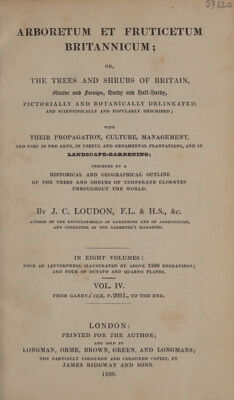 59620
ARBORETUM ET FRUTICETUM
BRITANNICUM;
OR,
THE TREES AND SHRUBS OF BRITAIN,
Native and Foreign, Hardy and Half-Hardy,
PICTORIALLY AND BOTANICALLY DELINEATED,
AND SCIENTIFICALLY AND POPULARLY DESCRIBED;
WITH
THEIR PROPAGATION, CULTURE, MANAGEMENT,
AND USES IN THE ARTS, IN USEFUL AND ORNAMENTAL PLANTATIONS, AND IN
LANDSCAPE-GARDENING;
PRECEDED BY A
HISTORICAL AND GEOGRAPHICAL OUTLINE
OF THE TREES AND SHRUBS OF TEMPERATE CLIMATES
THROUGHOUT THE WORLD.
BY J. C. LOUDON, F.L. & H.S., &c.
AUTHOR OF THE ENCYCLOPÆDIAS OF GARDENING AND OF AGRICULTURE,
AND CONDUCTOR OF THE GARDENER'S MAGAZINE.
IN EIGHT VOLUMES:
FOUR OF LETTERPRESS, ILLUSTRATED BY ABOVE 2500 ENGRAVINGS;
AND FOUR OF OCTAVO AND QUARTO PLATES.
VOL. IV.
FROM GARRYACEÆ, P. 2031., TO THE END.
LONDON:
PRINTED FOR THE AUTHOR;
AND SOLD BY
LONGMAN, ORME, BROWN, GREEN, AND LONGMANS;
THE PARTIALLY COLOURED AND COLOURED COPIES, BY
JAMES RIDGWAY AND SONS.
1838.